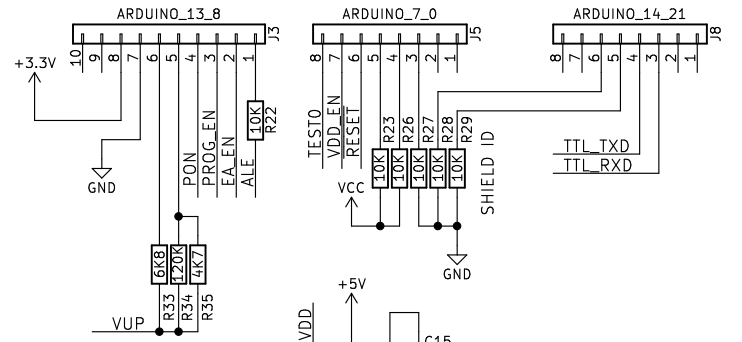 ARDUINO_13_8
ARDUINO_7_0
ARDUINO_14_21
J3
J5
J8
10 9 8 7 6 5 4 3 2 1
8 7 6 5 4 3 2 1
8 7 6 5 4 3 2 1
+3.3V
GND
PON
PROG_EN
EA_EN
ALE
10K
R22
TEST0
VDD_EN
RESET
10K
R23
10K
R26
10K
R27
10K
R28
10K
R29
SHIELD ID
TTL_TXD
TTL_RXD
VCC
GND
6K8
120K
4K7
R33
R34
R35
VUP
+5V
VDD
C15